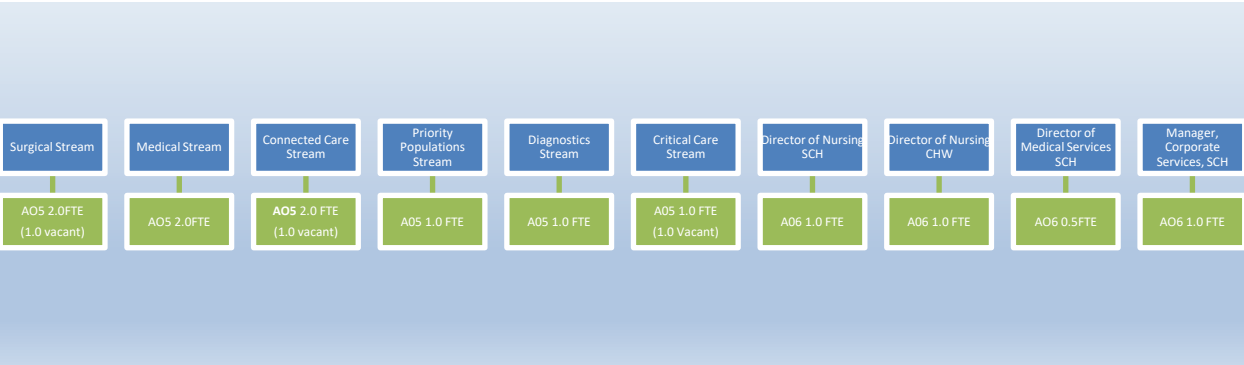 Surgical Stream
Medical Stream
Connected Care
Stream
Priority
Populations
Stream
Diagnostics
Stream
Critical Care
Stream
Director of Nursing
SCH
Director of Nursing
CHW
Director of
Medical Services
SCH
Manager,
Corporate
Services, SCH
AO5 2.0FTE
(1.0 vacant)
AO5 2.0FTE
AO5 2.0 FTE
(1.0 vacant)
A05 1.0 FTE
A05 1.0 FTE
A05 1.0 FTE
(1.0 Vacant)
A06 1.0 FTE
A06 1.0 FTE
AO6 0.5FTE
AO6 1.0 FTE